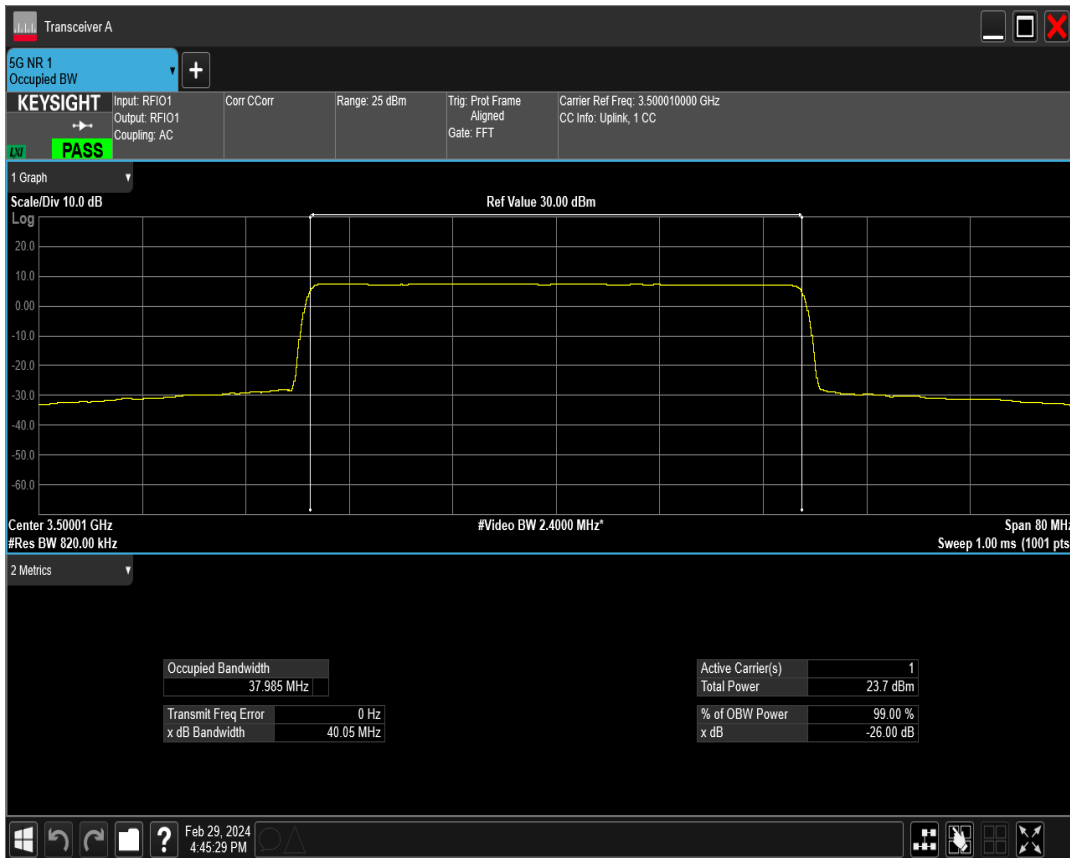 Transceiver A
5G NR 1
Occupied BW
+
KEYSIGHT
LXI
PASS
Input: RFIO1
Output: RFIO1
Coupling: AC
Corr CCorr
Range: 25 dBm
Trig: Prot Frame
Aligned
Gate: FFT
Carrier Ref Freq: 3.500010000 GHz
CC Info: Uplink, 1 CC
1 Graph
Scale/Div 10.0 dB
Ref Value 30.00 dBm
Log
20.0
10.0
0.00
-10.0
-20.0
-30.0
-40.0
-50.0
-60.0
Center 3.50001 GHz
#Video BW 2.4000 MHz*
Span 80 MHz
#Res BW 820.00 kHz
Sweep 1.00 ms (1001 pts
2 Metrics
Occupied Bandwidth
37.985 MHz
Transmit Freq Error 0 Hz
x dB Bandwidth 40.05 MHz
Active Carrier(s) 1
Total Power 23.7 dBm
% of OBW Power 99.00 %
x dB -26.00 dB
?
Feb 29, 2024
4:45:29 PM